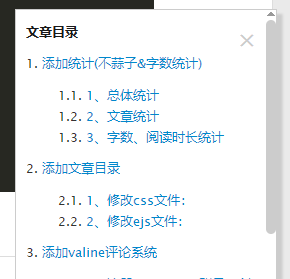 文章目录
1. 添加统计(不蒜子&字数统计)
1.1. 1、总体统计
1.2. 2、文章统计
1.3. 3、字数、阅读时长统计
2. 添加文章目录
2.1. 1、修改css文件:
2.2. 2、修改ejs文件:
3. 添加valine评论系统